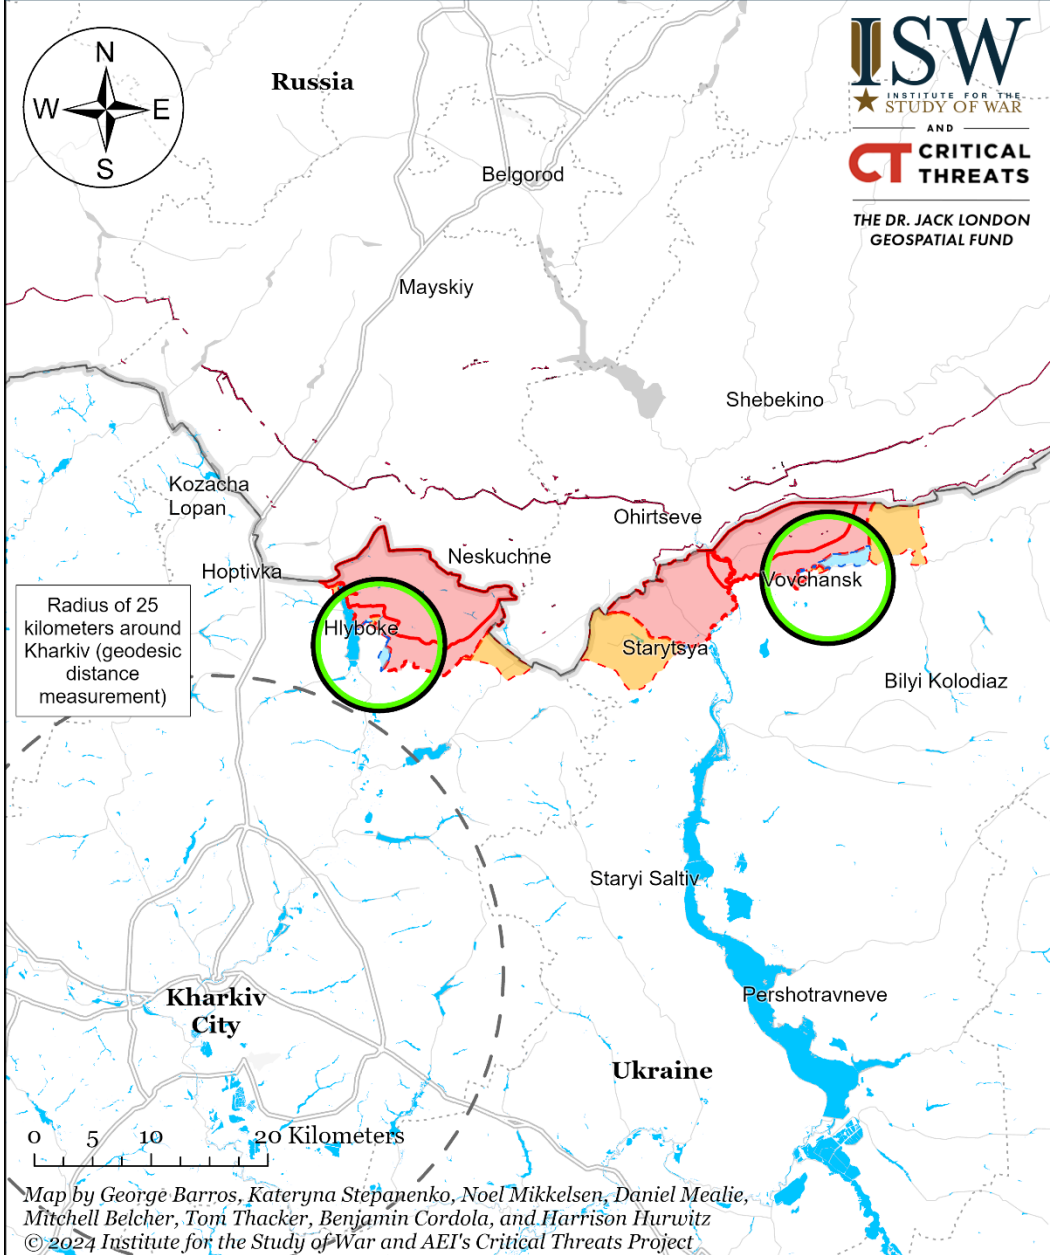 N
W E
S
Russia
ISW
INSTITUTE FOR THE
STUDY OF WAR
AND
CT CRITICAL
THREATS
THE DR. JACK LONDON
GEOSPATIAL FUND
Belgorod
Mayskiy
Shebekino
Kozacha
Lopan
Ohirtseve
Neskuchne
Hoptivka
Vovchansk
Radius of 25
kilometers around
Kharkiv (geodesic
distance
measurement)
Hlyboke
Starytsya
Bilyi Kolodiaz
Staryi Saltiv
Pershotravneve
Kharkiv
City
Ukraine
0 5 10 20 Kilometers
Map by George Barros, Kateryna Stepanenko, Noel Mikkelsen, Daniel Mealie,
Mitchell Belcher, Tom Thacker, Benjamin Cordola, and Harrison Hurwitz
© 2024 Institute for the Study of War and AEI's Critical Threats Project